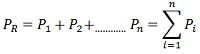 P_R = P_1 + P_2 + ............ P_n = \sum_{i=1}^{n} P_i